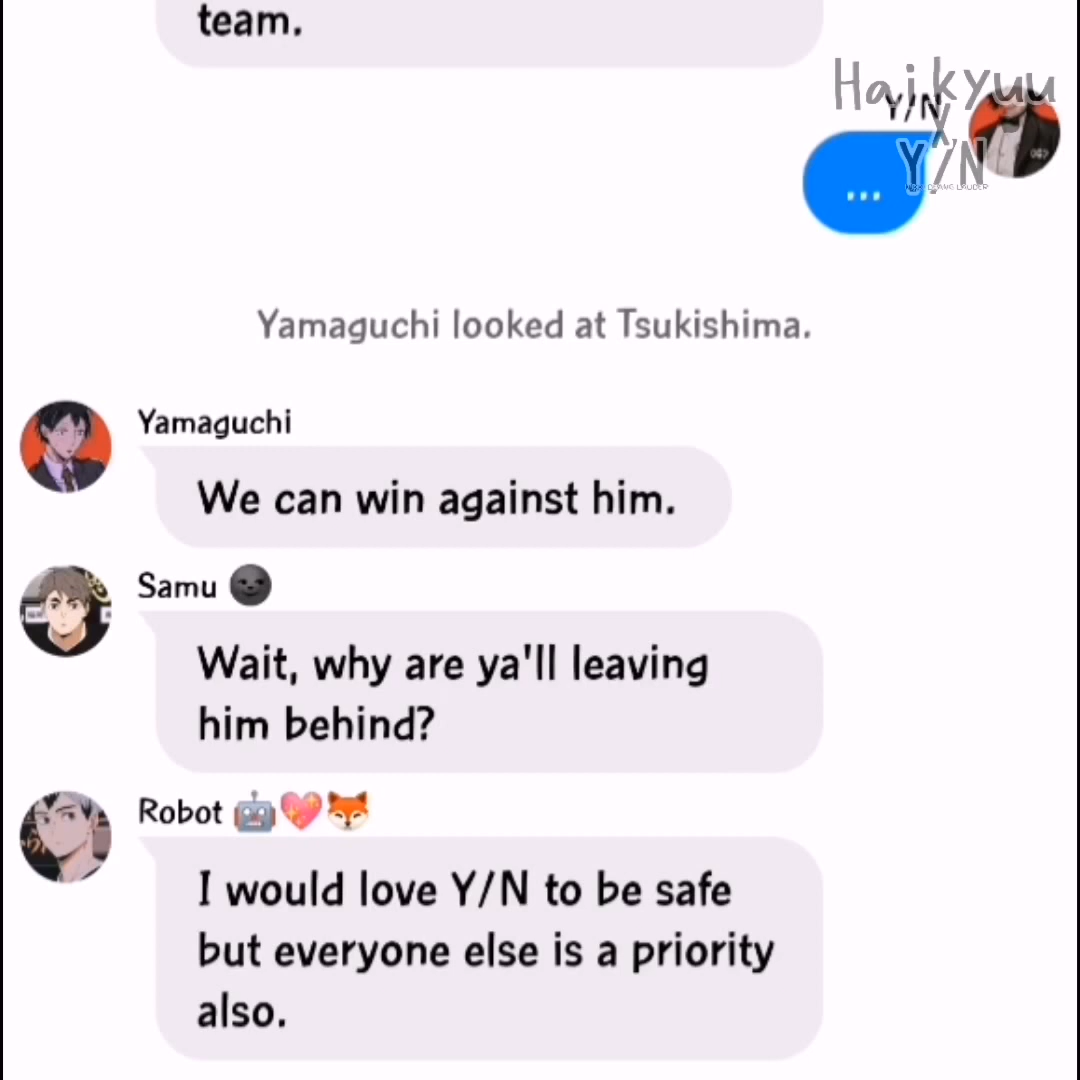 team.
Haikyuu
Y/N
X
Y/N
...
Yamaguchi looked at Tsukishima.
Yamaguchi
We can win against him.
Samu 🌚
Wait, why are ya'll leaving
him behind?
Robot 🤖💖🦊
I would love Y/N to be safe
but everyone else is a priority
also.